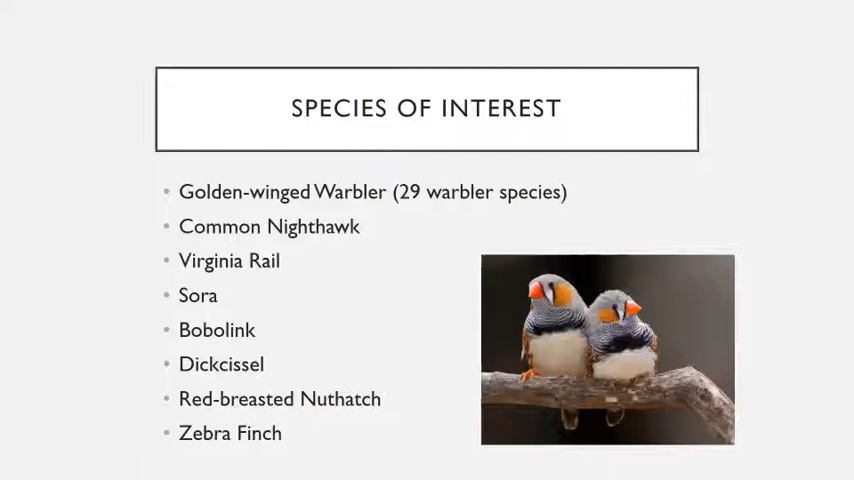 SPECIES OF INTEREST
Golden-winged Warbler (29 warbler species)
Common Nighthawk
Virginia Rail
Sora
Bobolink
Dickcissel
Red-breasted Nuthatch
Zebra Finch